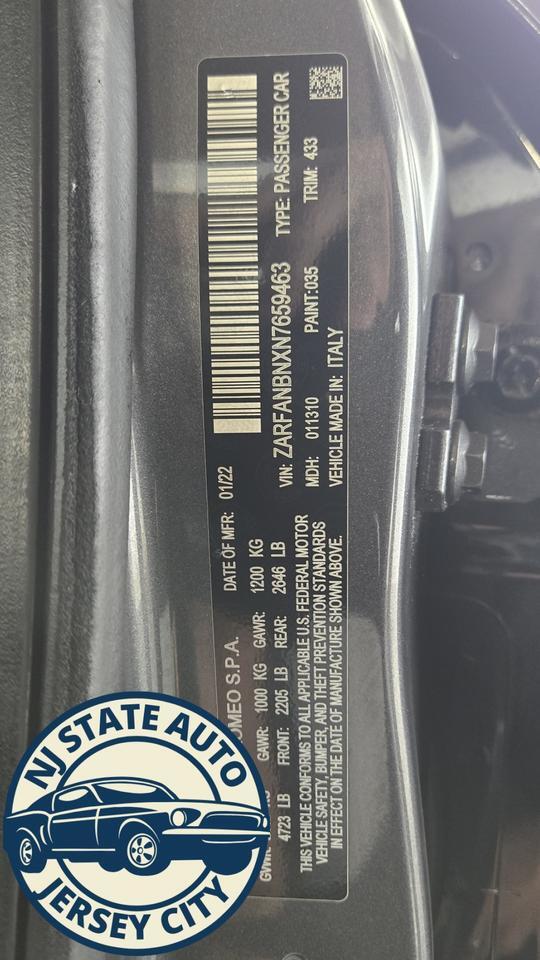 OMEO S.P.A.
DATE OF MFR: 01/22
GAWR: 1000 KG GAWR: 1200 KG
4723 LB FRONT: 2205 LB REAR: 2646 LB
THIS VEHICLE CONFORMS TO ALL APPLICABLE U.S. FEDERAL MOTOR
VEHICLE SAFETY, BUMPER, AND THEFT PREVENTION STANDARDS
IN EFFECT ON THE DATE OF MANUFACTURE SHOWN ABOVE.
VIN: ZARFANBNXN7659463 TYPE: PASSENGER CAR
MDH: 011310 PAINT:035 TRIM: 433
VEHICLE MADE IN: ITALY
NJ STATE AUTO
JERSEY CITY